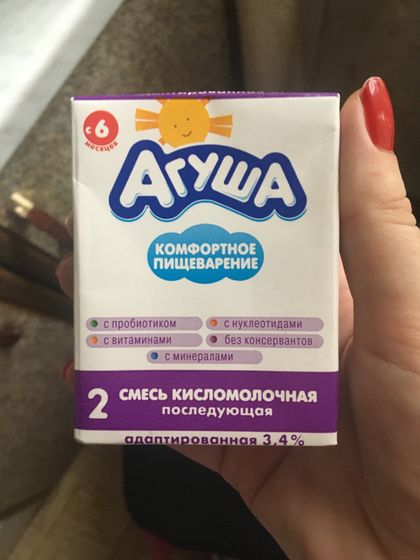 с 6
месяцев
АГУША
КОМФОРТНОЕ
ПИЩЕВАРЕНИЕ
с пробиотиком
с нуклеотидами
с витаминами
без консервантов
с минералами
2
СМЕСЬ КИСЛОМОЛОЧНАЯ
последующая
адаптированная 3,4%